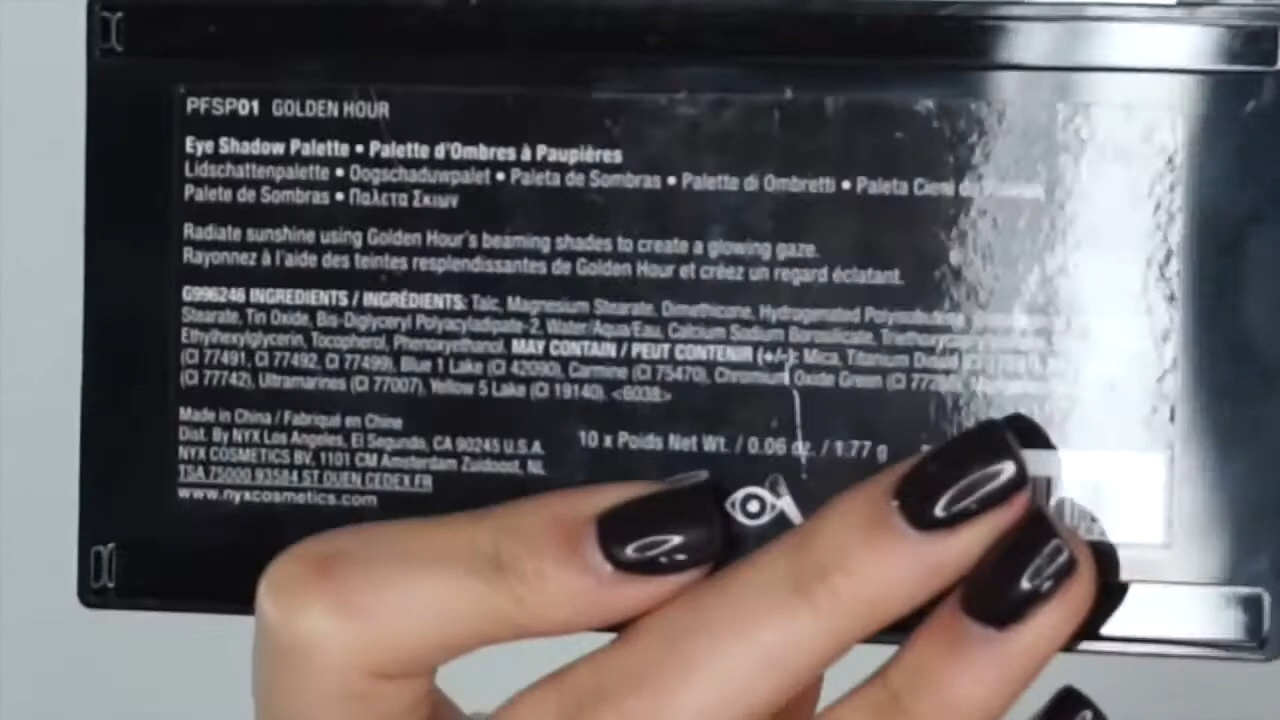 PFSP01 GOLDEN HOUR
Eye Shadow Palette • Palette d'Ombres à Paupières
Lidschattenpalette • Oogschaduwpalet • Paleta de Sombras • Palette di Ombretti • Paleta Cieni do
Palete de Sombras • Παλετα Σκιων
Radiate sunshine using Golden Hour's beaming shades to create a glowing gaze.
Rayonnez à l'aide des teintes resplendissantes de Golden Hour et créez un regard éclatant.
G996246 INGREDIENTS / INGRÉDIENTS: Talc, Magnesium Stearate, Dimethicone, Hydrogenated
Stearate, Tin Oxide, Bis-Diglyceryl Polyacyladipate-2, Water/Aqua/Eau, Calcium Sodium Borosilicate,
Ethylhexylglycerin, Tocopherol, Phenoxyethanol. MAY CONTAIN / PEUT CONTENIR (+/-): Mica, Titanium
(CI 77491, CI 77492, CI 77499), Blue 1 Lake (CI 42090), Carmine (CI 75470), Chromium Oxide Green (CI
(CI 77742), Ultramarines (CI 77007), Yellow 5 Lake (CI 19140). <6038>
Made in China / Fabriqué en Chine
Dist. By NYX Los Angeles, El Segundo, CA 90245 U.S.A.
10 x Poids Net Wt. / 0.06 oz. / 1.77 g
NYX COSMETICS BV, 1101 CM Amsterdam Zuidoost, NL
TSA 75000 93584 ST OUEN CEDEX FR
www.nyxcosmetics.com